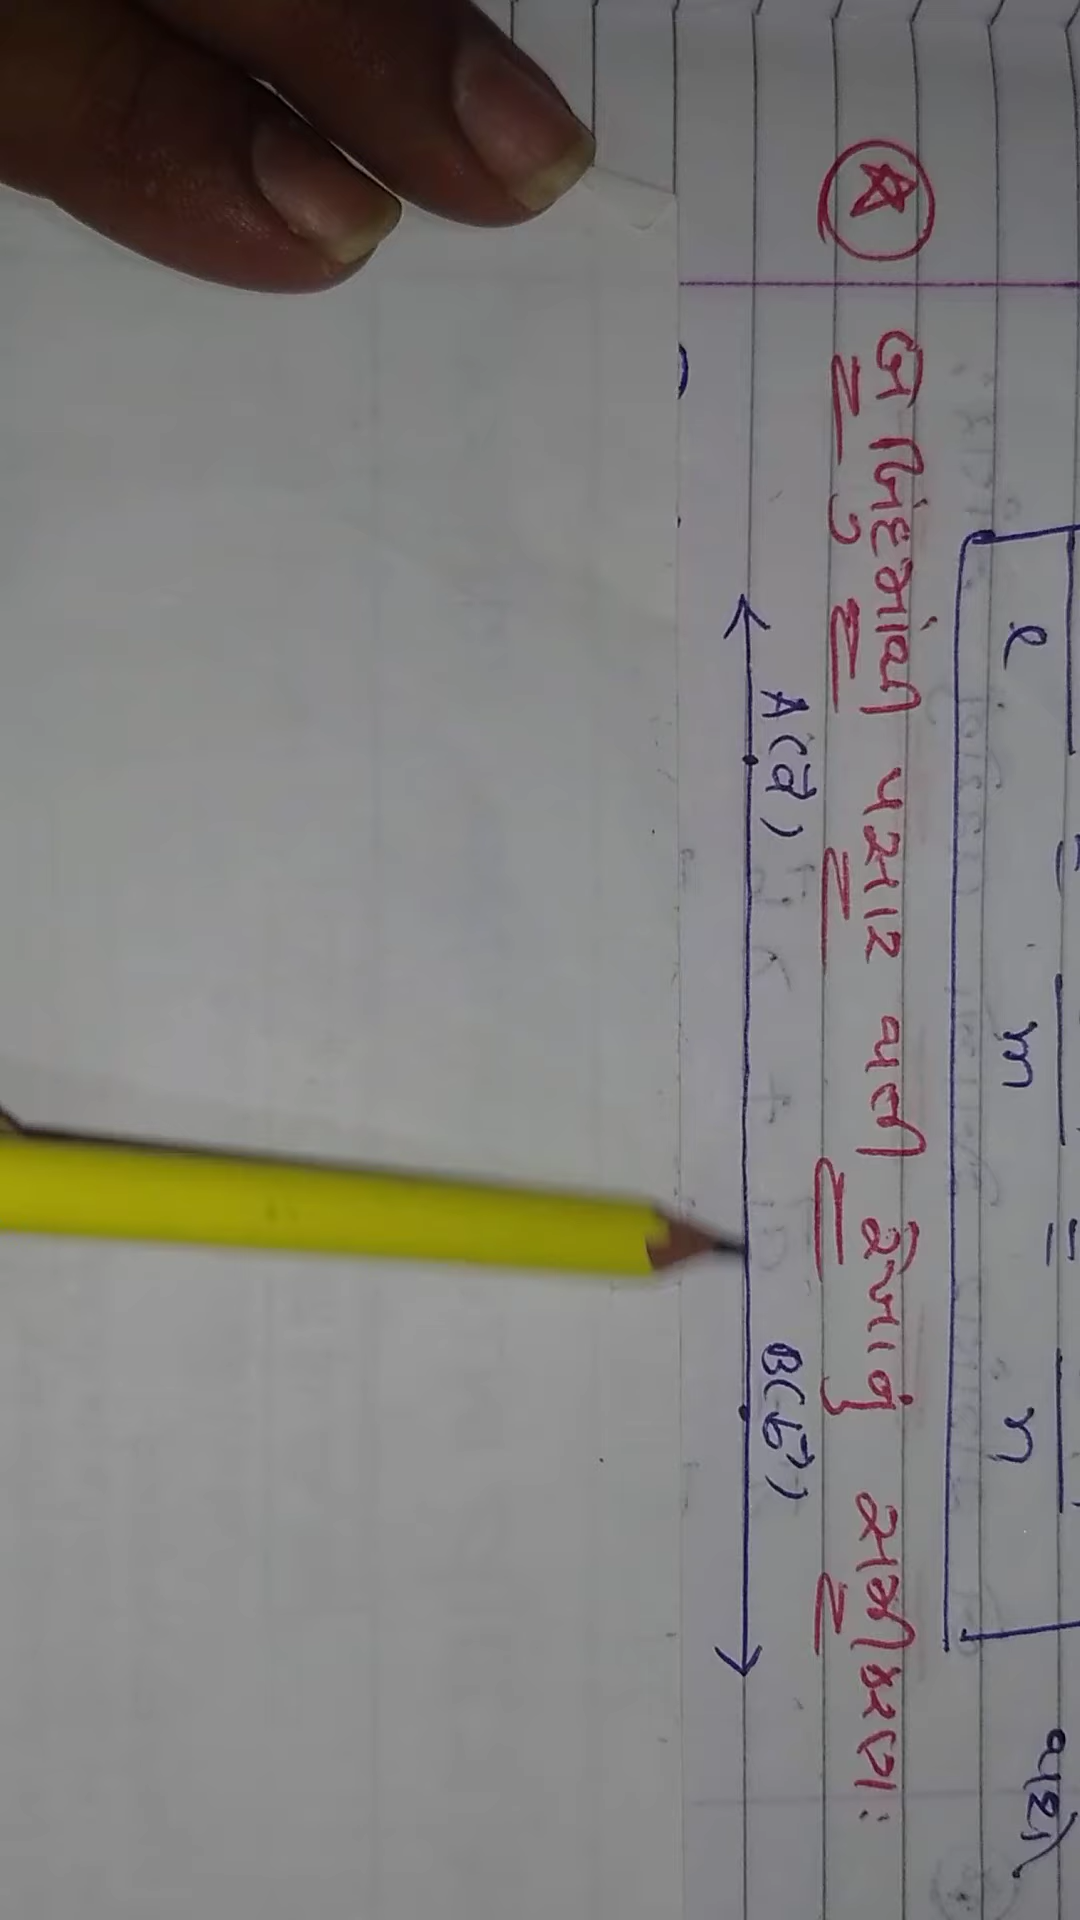 l = m = n
થાય.
બે બિંદુમાંથી પસાર થતી રેખાનું સમીકરણ :
A(a⃗) B(b⃗)